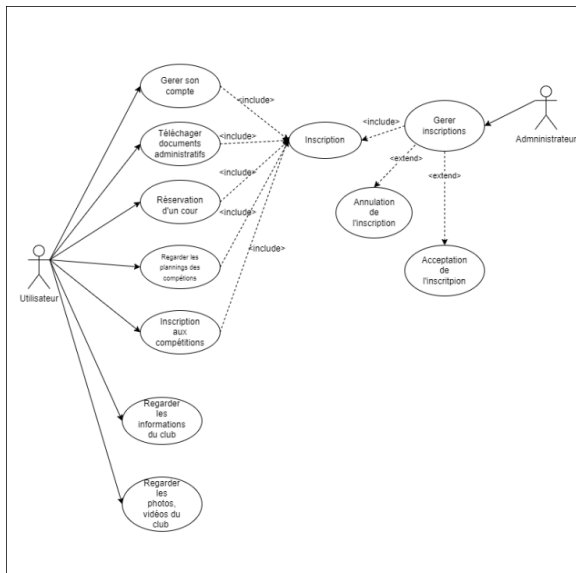 Gerer son
compte
<include>
Téléchager
documents
administratifs
<include>
Inscription
<include>
Gerer
inscriptions
Admninistrateur
<extend>
<extend>
Réservation
d'un cour
<include>
<include>
Annulation
de
l'inscription
Regarder les
plannings des
compétions
<include>
Acceptation
de
l'inscritpion
Utilisateur
Inscription
aux
compétitions
Regarder
les
informations
du club
Regarder
les
photos,
vidéos du
club